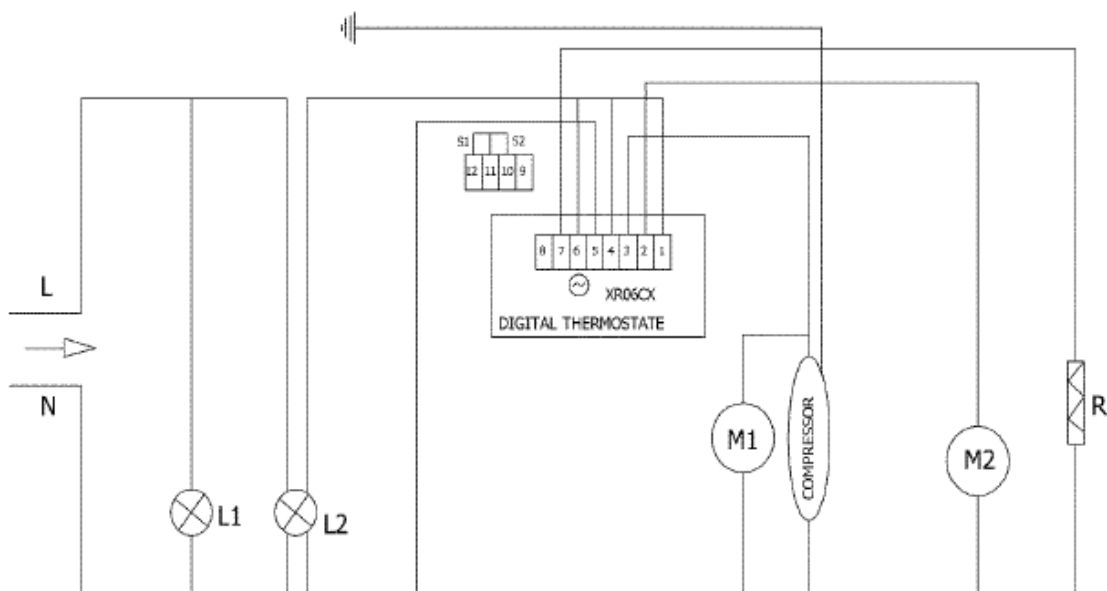 S1 S2
12 11 10 9
L
8 7 6 5 4 3 2 1
XR06CX
DIGITAL THERMOSTATE
N
R
M1
COMPRESSOR
M2
L1
L2